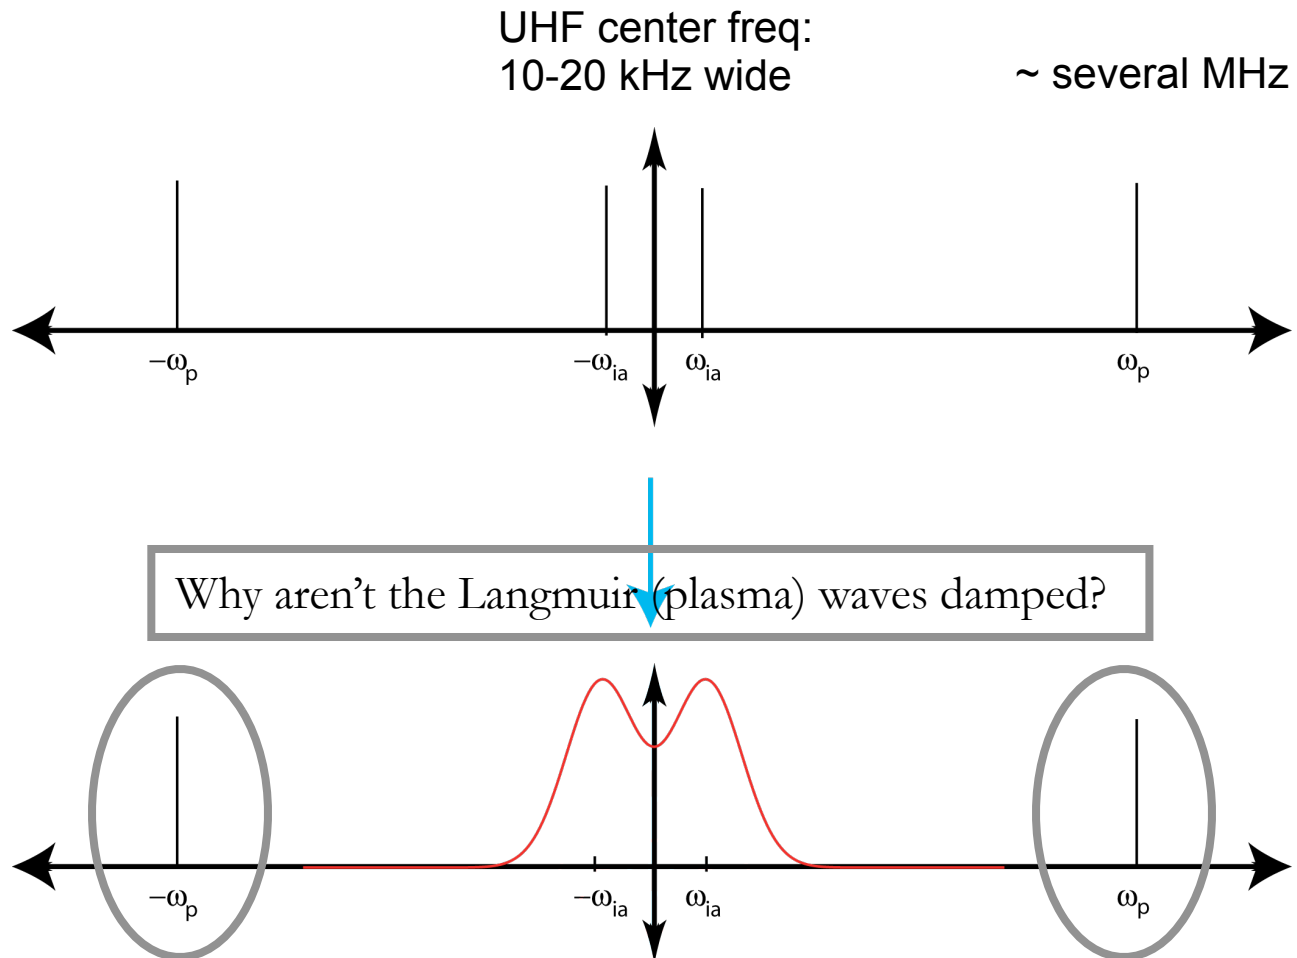 UHF center freq:
10-20 kHz wide
~ several MHz
−ωp
−ωia
ωia
ωp
Why aren't the Langmuir (plasma) waves damped?
−ωp
−ωia
ωia
ωp